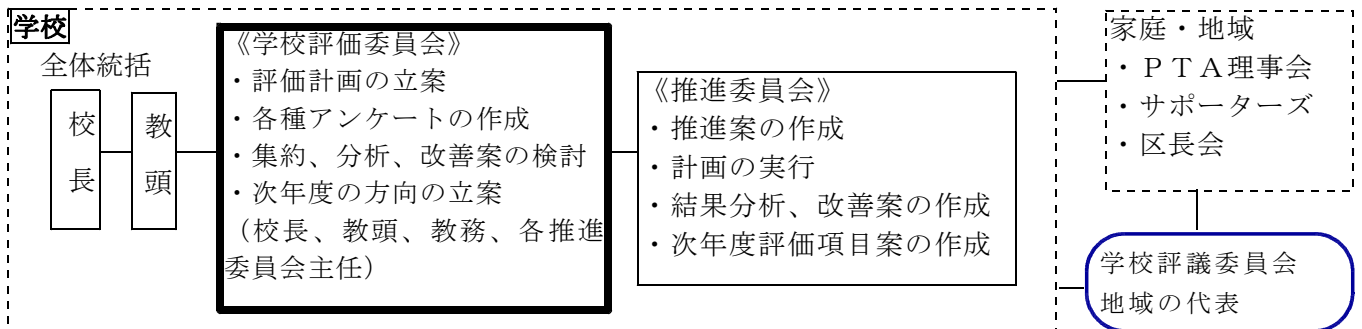 学校
全体統括
校長
教頭
《学校評価委員会》
・評価計画の立案
・各種アンケートの作成
・集約、分析、改善案の検討
・次年度の方向の立案
（校長、教頭、教務、各推進
委員会主任）
《推進委員会》
・推進案の作成
・計画の実行
・結果分析、改善案の作成
・次年度評価項目案の作成
家庭・地域
・ＰＴＡ理事会
・サポーターズ
・区長会
学校評議委員会
地域の代表